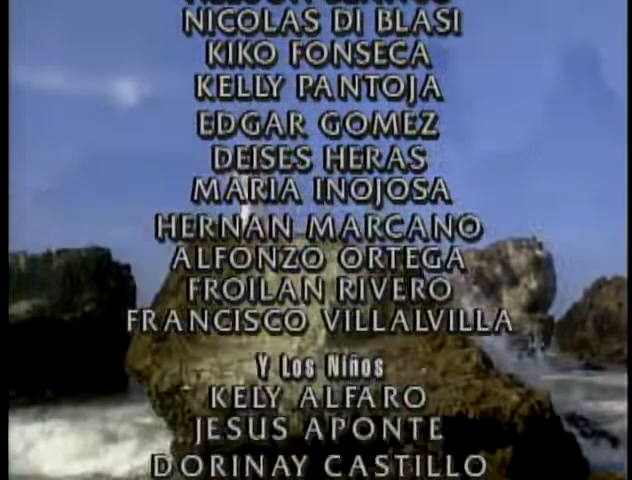 NICOLAS DI BLASI
KIKO FONSECA
KELLY PANTOJA
EDGAR GOMEZ
DEISES HERAS
MARIA INOJOSA
HERNAN MARCANO
ALFONZO ORTEGA
FROILAN RIVERO
FRANCISCO VILLALVILLA
Y Los Niños
KELY ALFARO
JESUS APONTE
DORINAY CASTILLO